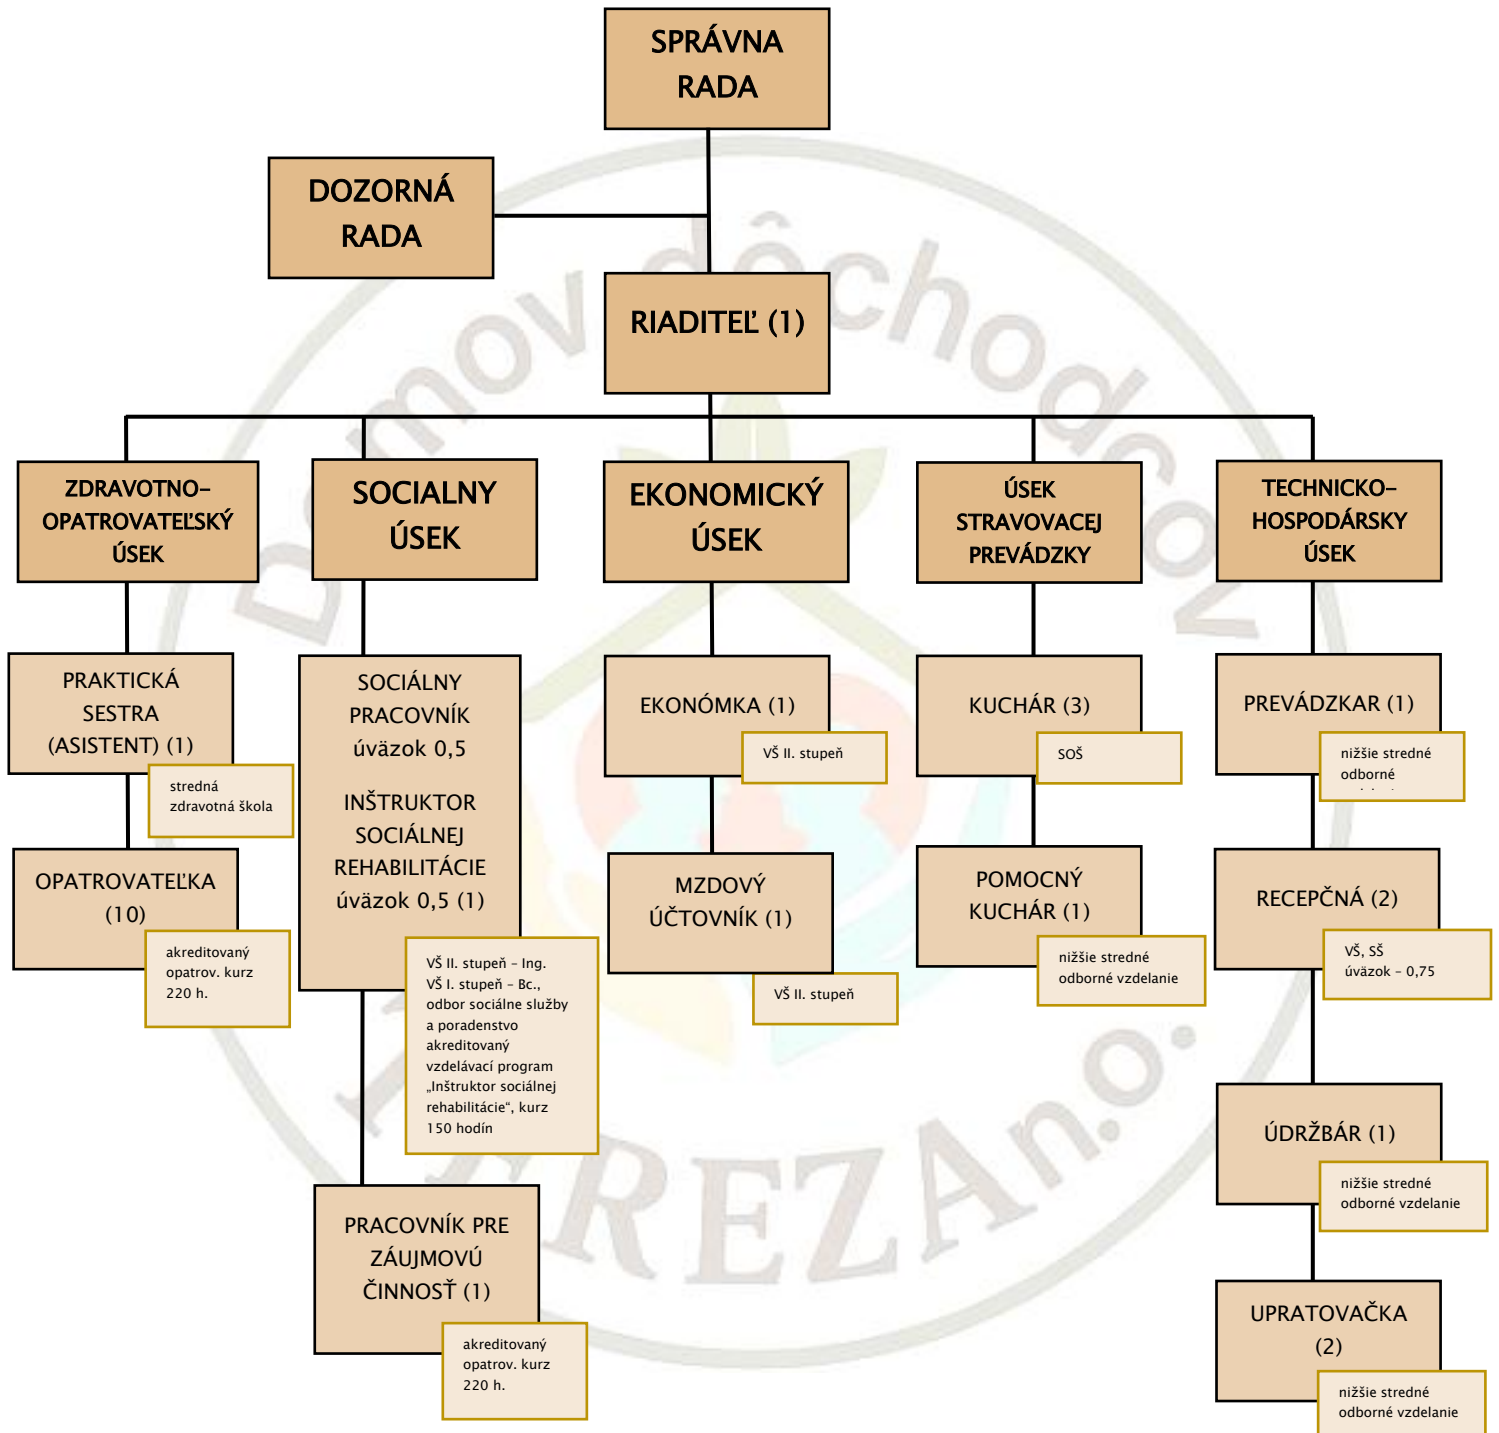 SPRÁVNA
RADA
DOZORNÁ
RADA
RIADITEĽ (1)
ZDRAVOTNO-
OPATROVATEĽSKÝ
ÚSEK
PRAKTICKÁ
SESTRA
(ASISTENT) (1)
stredná
zdravotná škola
OPATROVATEĽKA
(10)
akreditovaný
opatrov. kurz
220 h.
SOCIALNY
ÚSEK
SOCIÁLNY
PRACOVNÍK
úväzok 0,5
INŠTRUKTOR
SOCIÁLNEJ
REHABILITÁCIE
úväzok 0,5 (1)
VŠ II. stupeň – Ing.
VŠ I. stupeň – Bc.,
odbor sociálne služby
a poradenstvo
akreditovaný
vzdelávací program
„Inštruktor sociálnej
rehabilitácie“, kurz
150 hodín
PRACOVNÍK PRE
ZÁUJMOVÚ
ČINNOSŤ (1)
akreditovaný
opatrov. kurz
220 h.
EKONOMICKÝ
ÚSEK
EKONÓMKA (1)
VŠ II. stupeň
MZDOVÝ
ÚČTOVNÍK (1)
VŠ II. stupeň
ÚSEK
STRAVOVACEJ
PREVÁDZKY
KUCHÁR (3)
SOŠ
POMOCNÝ
KUCHÁR (1)
nižšie stredné
odborné vzdelanie
TECHNICKO-
HOSPODÁRSKY
ÚSEK
PREVÁDZKAR (1)
nižšie stredné
odborné
RECEPČNÁ (2)
VŠ, SŠ
úväzok – 0,75
ÚDRŽBÁR (1)
nižšie stredné
odborné vzdelanie
UPRATOVAČKA
(2)
nižšie stredné
odborné vzdelanie
Domov dôchodcov
n.o.